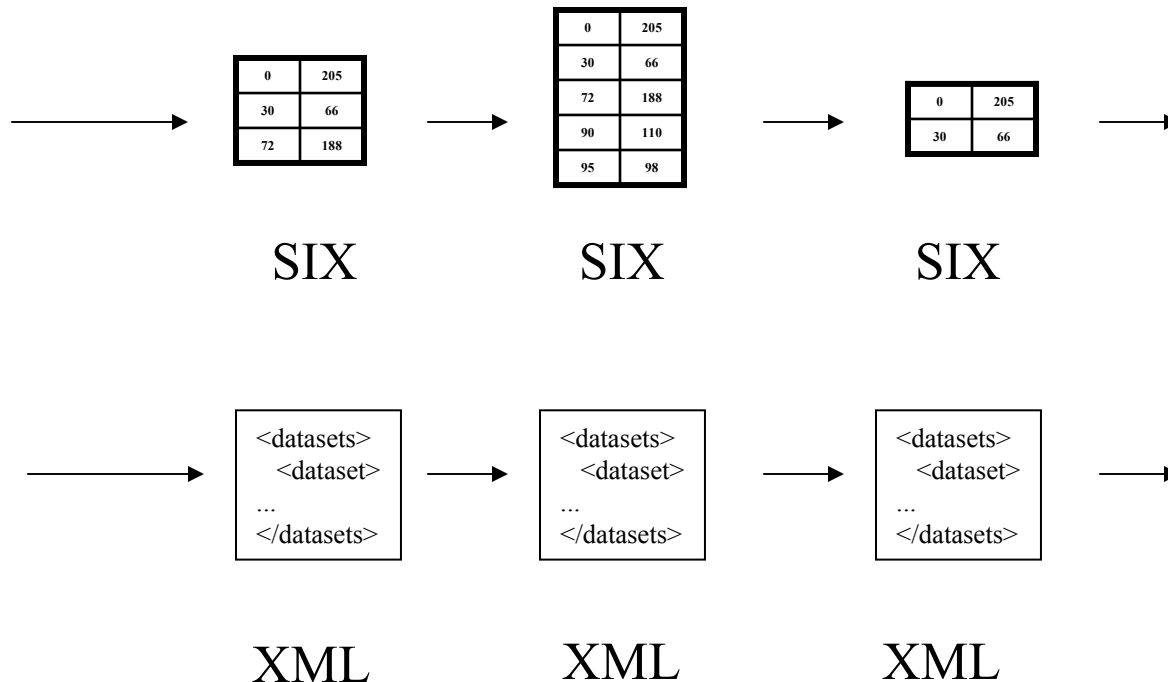 0 205
30 66
72 188
0 205
30 66
72 188
90 110
95 98
0 205
30 66
SIX SIX SIX
<datasets>
<dataset>
...
</datasets>
<datasets>
<dataset>
...
</datasets>
<datasets>
<dataset>
...
</datasets>
XML XML XML